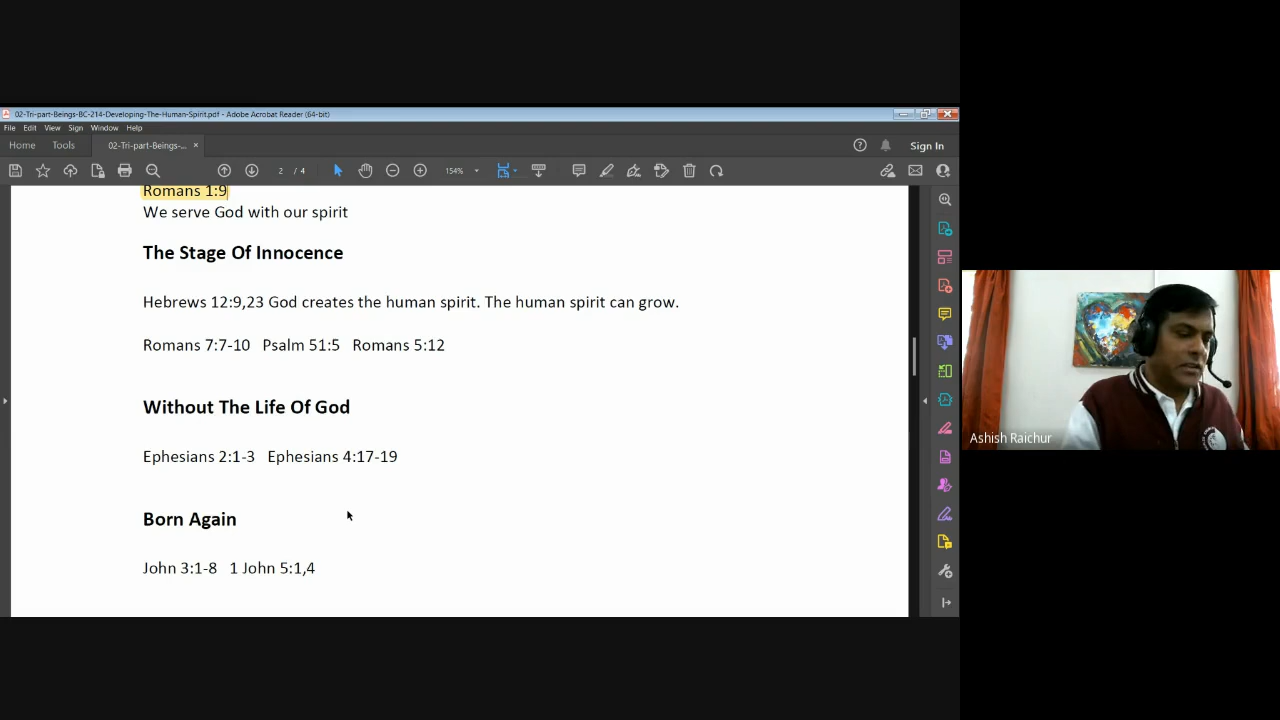 02-Tri-part-Beings-BC-214-Developing-The-Human-Spirit.pdf - Adobe Acrobat Reader (64-bit)
File Edit View Sign Window Help
Home Tools 02-Tri-part-Beings-... × Sign In
2 / 4 154%
Romans 1:9
We serve God with our spirit
The Stage Of Innocence
Hebrews 12:9,23 God creates the human spirit. The human spirit can grow.
Romans 7:7-10 Psalm 51:5 Romans 5:12
Without The Life Of God
Ephesians 2:1-3 Ephesians 4:17-19
Born Again
John 3:1-8 1 John 5:1,4
Ashish Raichur